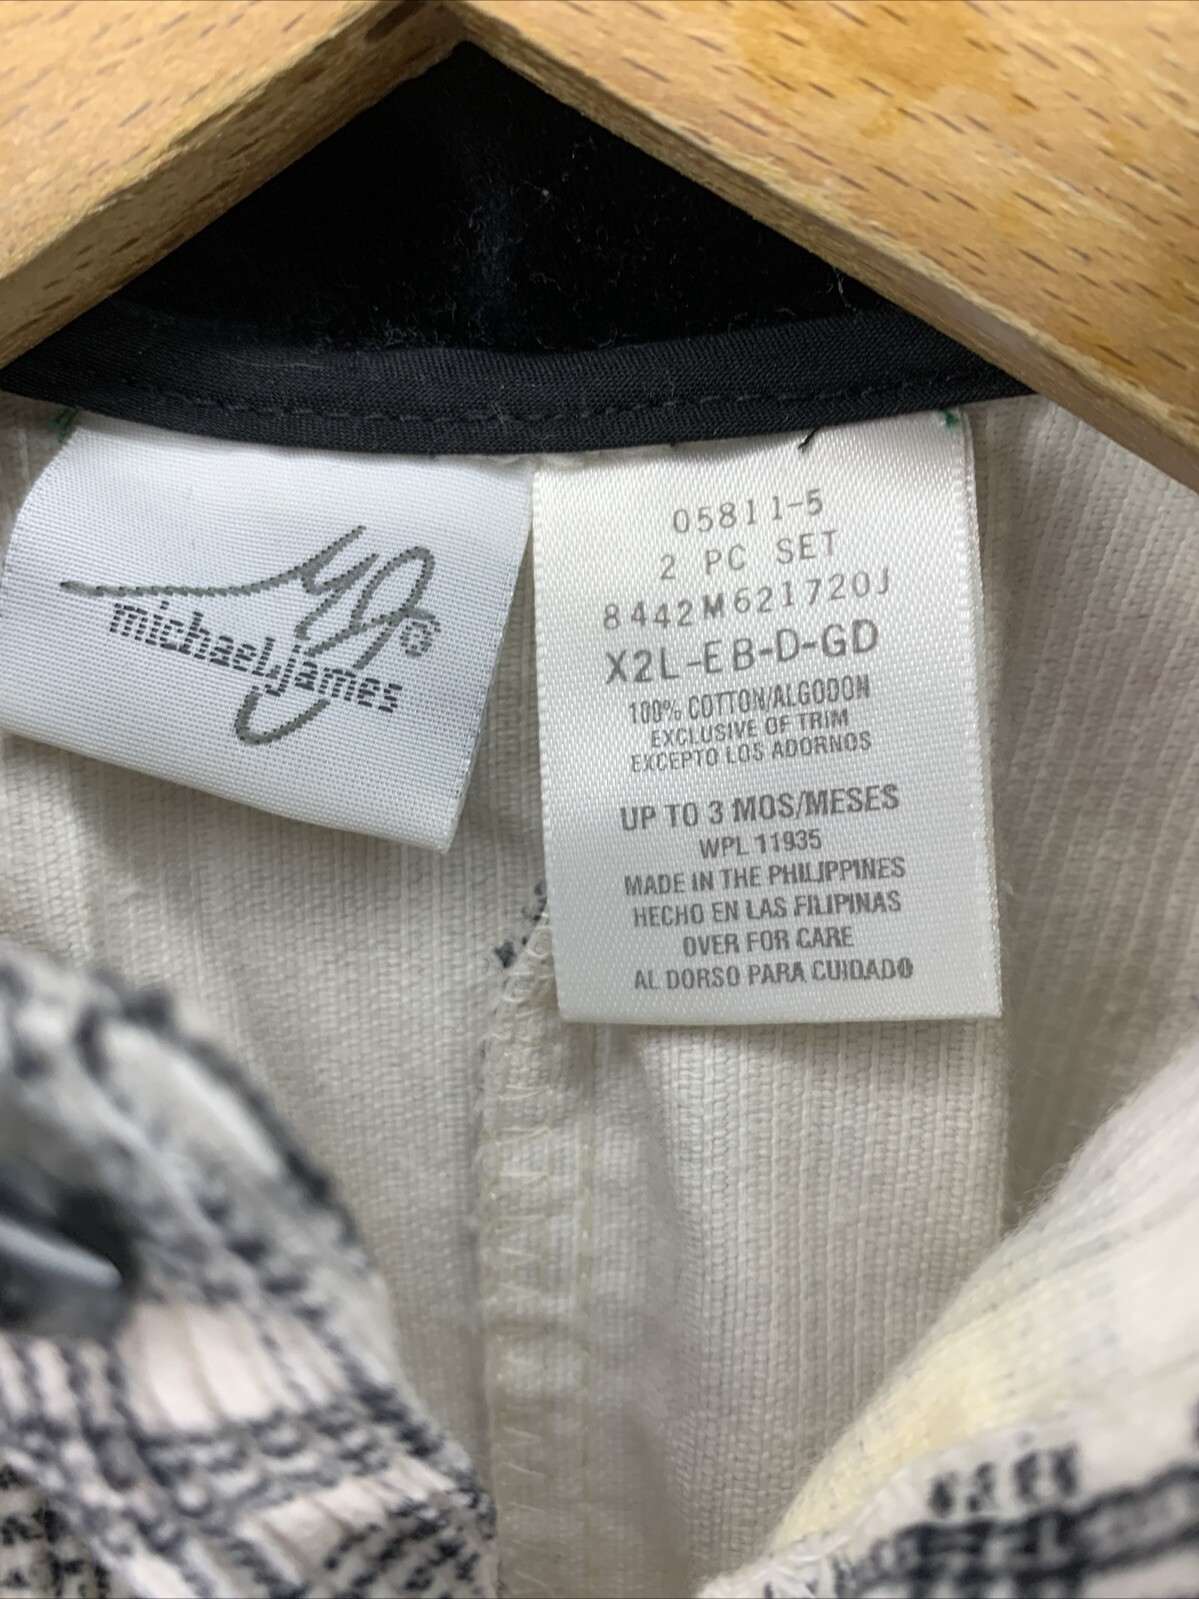 MJ®
michael james
05811-5
2 PC SET
8442M621720J
X2L-EB-D-GD
100% COTTON/ALGODON
EXCLUSIVE OF TRIM
EXCEPTO LOS ADORNOS
UP TO 3 MOS/MESES
WPL 11935
MADE IN THE PHILIPPINES
HECHO EN LAS FILIPINAS
OVER FOR CARE
AL DORSO PARA CUIDADO